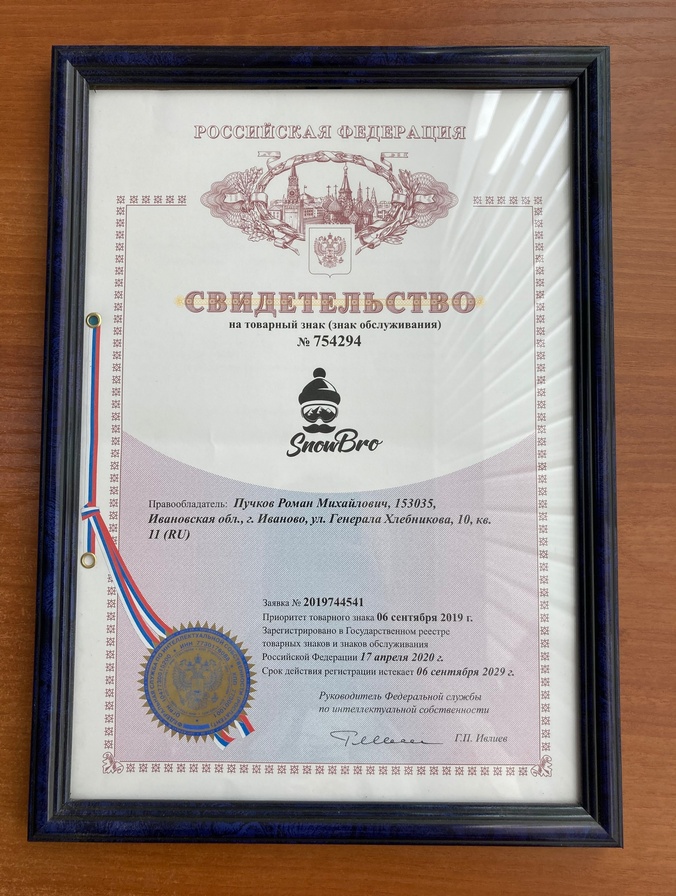 РОССИЙСКАЯ ФЕДЕРАЦИЯ
СВИДЕТЕЛЬСТВО
на товарный знак (знак обслуживания)
№ 754294
SnowBro
Правообладатель: Пучков Роман Михайлович, 153035,
Ивановская обл., г. Иваново, ул. Генерала Хлебникова, 10, кв.
11 (RU)
Заявка № 2019744541
Приоритет товарного знака 06 сентября 2019 г.
Зарегистрировано в Государственном реестре
товарных знаков и знаков обслуживания
Российской Федерации 17 апреля 2020 г.
Срок действия регистрации истекает 06 сентября 2029 г.
Руководитель Федеральной службы
по интеллектуальной собственности
Г.П. Ивлиев